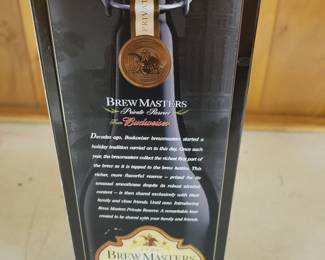 PRIVATE
BREW MASTERS
Private Reserve
Budweiser
Decades ago, Budweiser brewmasters started a
holiday tradition carried on to this day. Once each
year, the brewmasters collect the richest first part of
the brew as it is tapped to the brew kettle. This
richer, more flavored reserve – prized for its
unusual smoothness despite its robust alcohol
content – is then shared exclusively with their
family and close friends. Until now. Introducing
Brew Masters Private Reserve. A remarkable beer
created to be shared with your family and friends.
BREW MASTERS